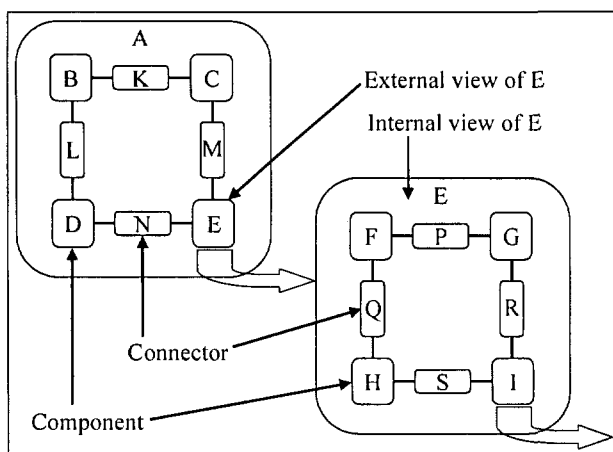 A
B K C
External view of E
Internal view of E
L M
E
D N E
F P G
Q R
Connector
H S I
Component